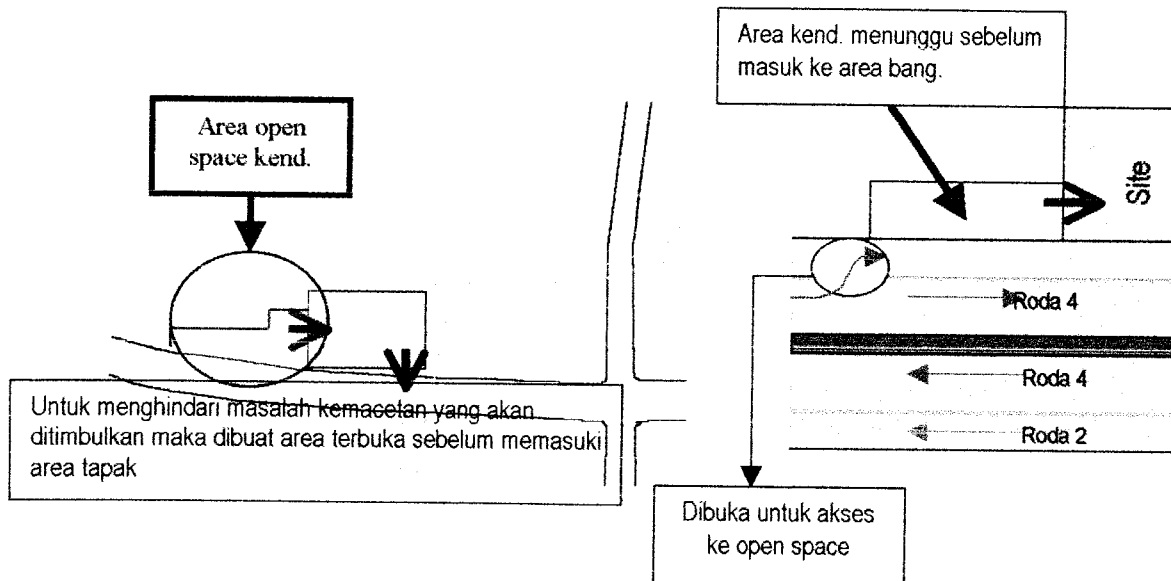 Area open
space kend.
Untuk menghindari masalah kemacetan yang akan
ditimbulkan maka dibuat area terbuka sebelum memasuki
area tapak
Area kend. menunggu sebelum
masuk ke area bang.
Site
Roda 4
Roda 4
Roda 2
Dibuka untuk akses
ke open space